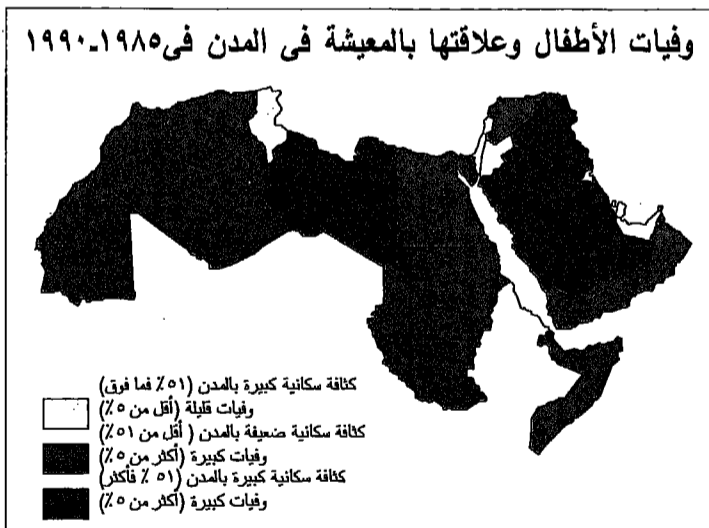 وفيات الأطفال وعلاقتها بالمعيشة فى المدن فى١٩٨٥-١٩٩٠
كثافة سكانية كبيرة بالمدن (٥١٪ فما فوق)
وفيات قليلة (أقل من ٥٪)
كثافة سكانية ضعيفة بالمدن ( أقل من ٥١٪)
وفيات كبيرة (أكثر من ٥٪)
كثافة سكانية كبيرة بالمدن (٥١ ٪ فأكثر)
وفيات كبيرة (أكثر من ٥٪)